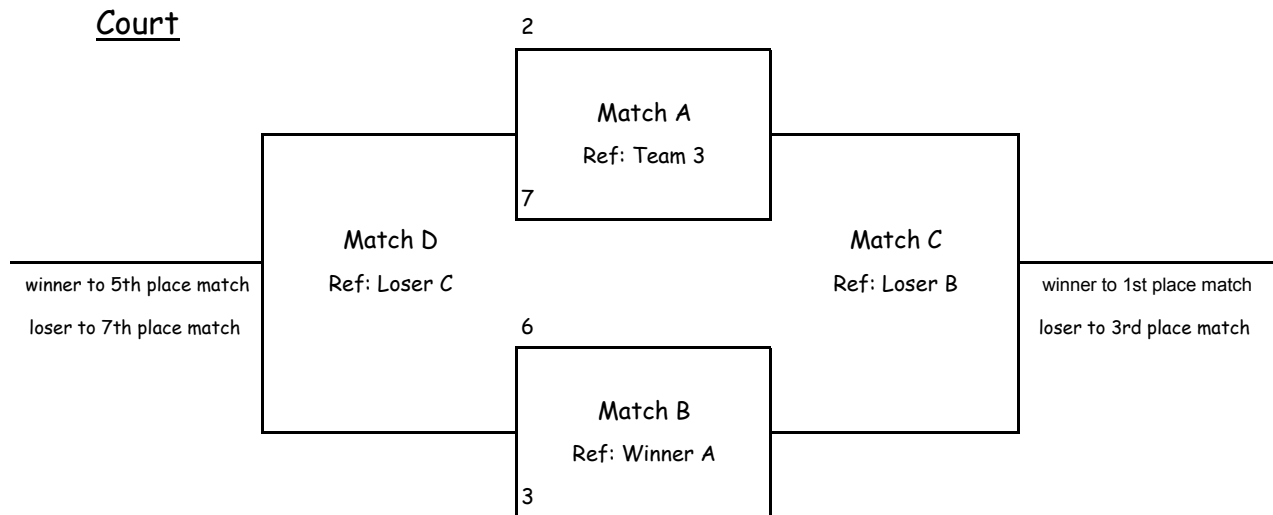 Court
2
Match A
Ref: Team 3
7
Match D
Ref: Loser C
Match C
Ref: Loser B
winner to 5th place match
loser to 7th place match
winner to 1st place match
loser to 3rd place match
6
Match B
Ref: Winner A
3